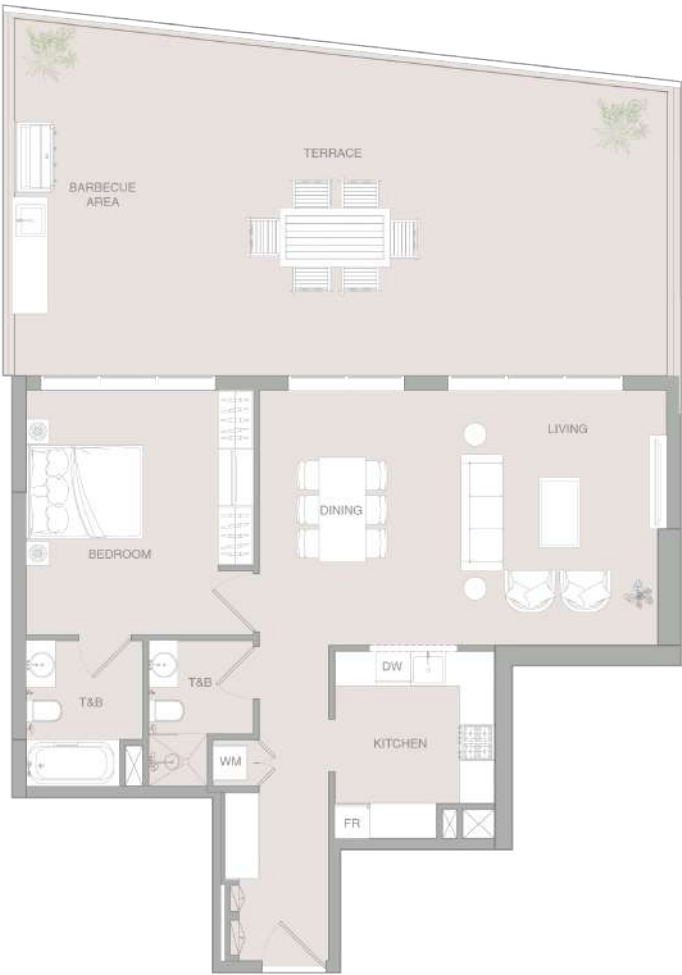 TERRACE
BARBECUE
AREA
LIVING
DINING
BEDROOM
DW
T&B
T&B
KITCHEN
WM
FR